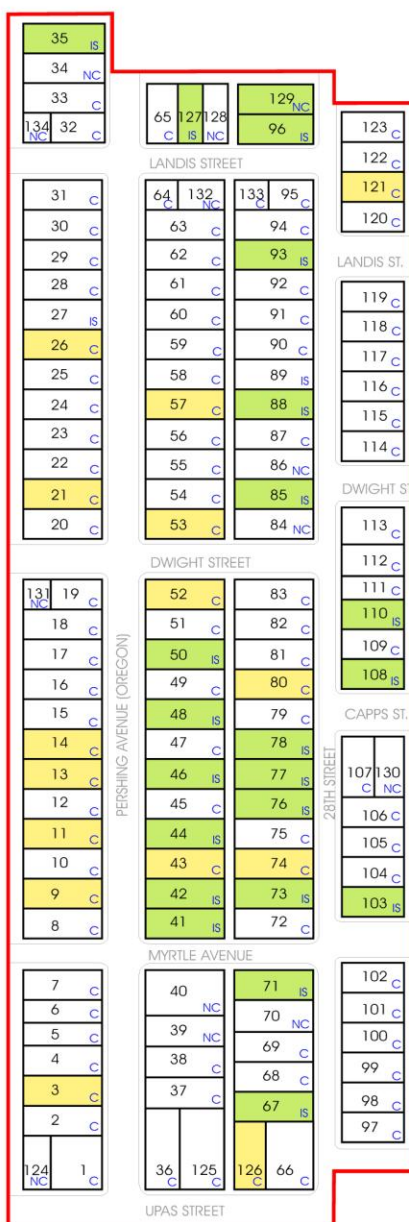 35 IS
34 NC
33 C
134 NC 32 C
65 C 127 IS 128 NC
129 NC
96 IS
LANDIS STREET
123 C
122 C
121 C
120 C
LANDIS ST.
31 C
30 C
29 C
28 C
27 IS
26 C
25 C
24 C
23 C
22 C
21 C
20 C
64 C 132 NC
63 C
62 C
61 C
60 C
59 C
58 C
57 C
56 C
55 C
54 C
53 C
133 C 95 C
94 C
93 IS
92 C
91 C
90 C
89 IS
88 IS
87 C
86 NC
85 IS
84 NC
119 C
118 C
117 C
116 C
115 C
114 C
DWIGHT STREET
DWIGHT ST
131 NC 19 C
18 C
17 C
16 C
15 C
14 C
13 C
12 C
11 C
10 C
9 C
8 C
PERSHING AVENUE (OREGON)
52 C
51 C
50 IS
49 C
48 IS
47 C
46 IS
45 C
44 IS
43 C
42 IS
41 IS
83 C
82 C
81 C
80 C
79 C
78 IS
77 IS
76 IS
75 C
74 C
73 IS
72 C
28TH STREET
113 C
112 C
111 C
110 IS
109 C
108 IS
CAPPS ST.
107 C 130 NC
106 C
105 C
104 C
103 IS
MYRTLE AVENUE
7 C
6 C
5 C
4 C
3 C
2 C
124 NC 1 C
40 NC
39 NC
38 C
37 C
36 C 125 C
71 IS
70 NC
69 C
68 C
67 IS
126 C 66 C
102 C
101 C
100 C
99 C
98 C
97 C
UPAS STREET